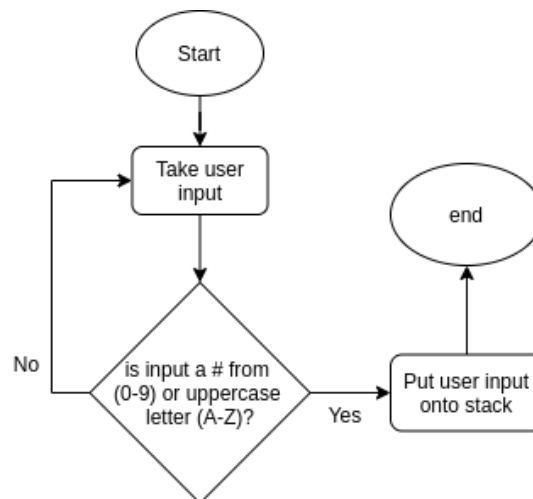 Start
Take user
input
end
No
is input a # from
(0-9) or uppercase
letter (A-Z)?
Yes
Put user input
onto stack